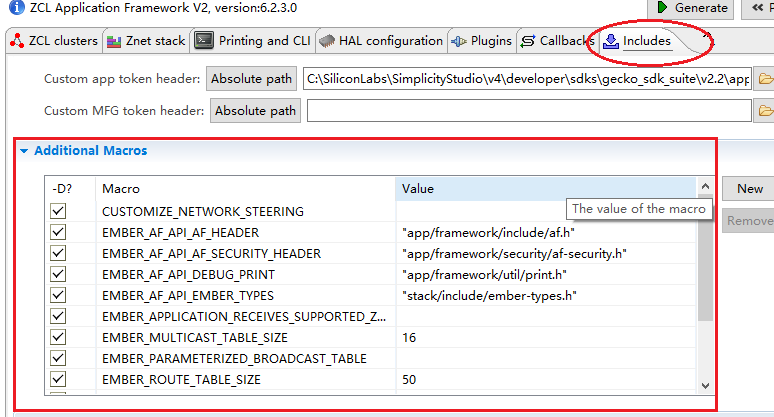 ZCL Application Framework V2, version:6.2.3.0
Generate
<< P
ZCL clusters
Znet stack
Printing and CLI
HAL configuration
Plugins
Callbacks
Includes
Custom app token header: Absolute path C:\SiliconLabs\SimplicityStudio\v4\developer\sdks\gecko_sdk_suite\v2.2\app
Custom MFG token header: Absolute path
Additional Macros
-D? Macro Value
New
CUSTOMIZE_NETWORK_STEERING
The value of the macro
Remove
EMBER_AF_API_AF_HEADER "app/framework/include/af.h"
EMBER_AF_API_AF_SECURITY_HEADER "app/framework/security/af-security.h"
EMBER_AF_API_DEBUG_PRINT "app/framework/util/print.h"
EMBER_AF_API_EMBER_TYPES "stack/include/ember-types.h"
EMBER_APPLICATION_RECEIVES_SUPPORTED_Z...
EMBER_MULTICAST_TABLE_SIZE 16
EMBER_PARAMETERIZED_BROADCAST_TABLE
EMBER_ROUTE_TABLE_SIZE 50